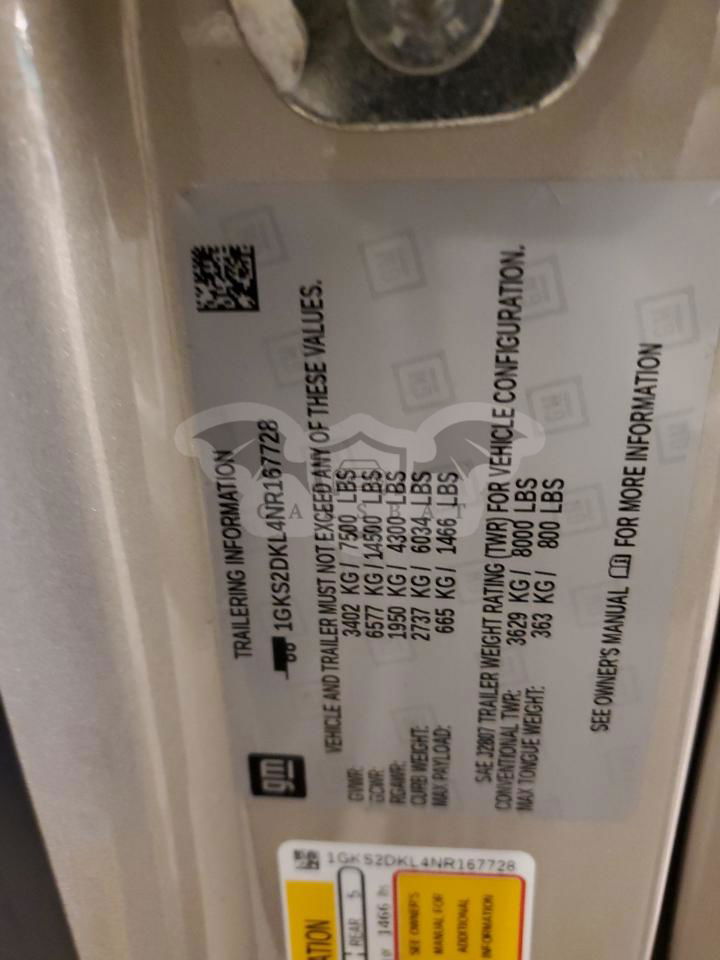 TRAILERING INFORMATION
1GKS2DKL4NR167728
gm
VEHICLE AND TRAILER MUST NOT EXCEED ANY OF THESE VALUES.
GVWR: 3402 KG / 7500 LBS
GCWR: 6577 KG / 14500 LBS
RGAWR: 1950 KG / 4300 LBS
CURB WEIGHT: 2737 KG / 6034 LBS
MAX PAYLOAD: 665 KG / 1466 LBS
SAE J2807 TRAILER WEIGHT RATING (TWR) FOR VEHICLE CONFIGURATION.
CONVENTIONAL TWR: 3629 KG / 8000 LBS
MAX TONGUE WEIGHT: 363 KG / 800 LBS
SEE OWNER'S MANUAL FOR MORE INFORMATION
1GKS2DKL4NR167728
REAR 5
1466
SEE OWNER'S
MANUAL FOR
ADDITIONAL
INFORMATION